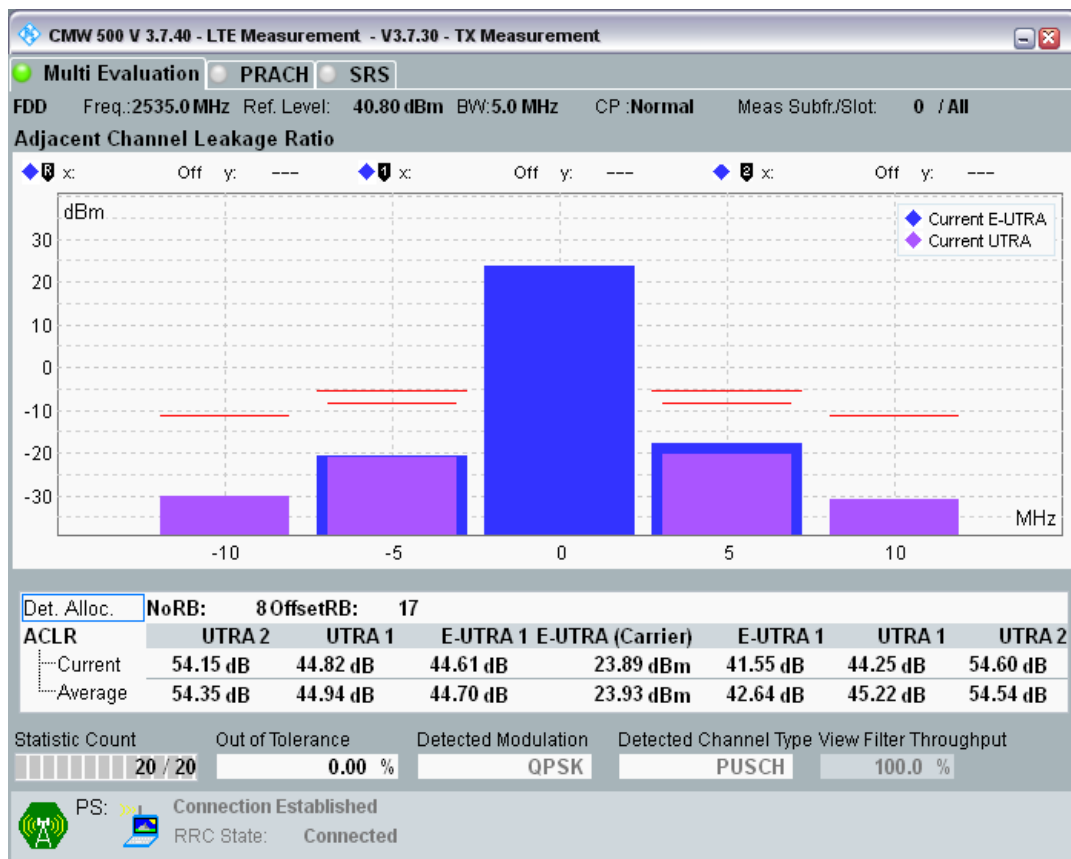 CMW 500 V 3.7.40 - LTE Measurement - V3.7.30 - TX Measurement
Multi Evaluation PRACH SRS
FDD Freq.:2535.0 MHz Ref. Level: 40.80 dBm BW:5.0 MHz CP :Normal Meas Subfr./Slot: 0 / All
Adjacent Channel Leakage Ratio
R x: Off y: --- 1 x: Off y: --- 2 x: Off y: ---
dBm
Current E-UTRA
Current UTRA
30
20
10
0
-10
-20
-30
MHz
-10 -5 0 5 10
Det. Alloc. NoRB: 8 OffsetRB: 17
ACLR UTRA 2 UTRA 1 E-UTRA 1 E-UTRA (Carrier) E-UTRA 1 UTRA 1 UTRA 2
Current 54.15 dB 44.82 dB 44.61 dB 23.89 dBm 41.55 dB 44.25 dB 54.60 dB
Average 54.35 dB 44.94 dB 44.70 dB 23.93 dBm 42.64 dB 45.22 dB 54.54 dB
Statistic Count Out of Tolerance Detected Modulation Detected Channel Type View Filter Throughput
20 / 20 0.00 % QPSK PUSCH 100.0 %
PS: Connection Established
RRC State: Connected